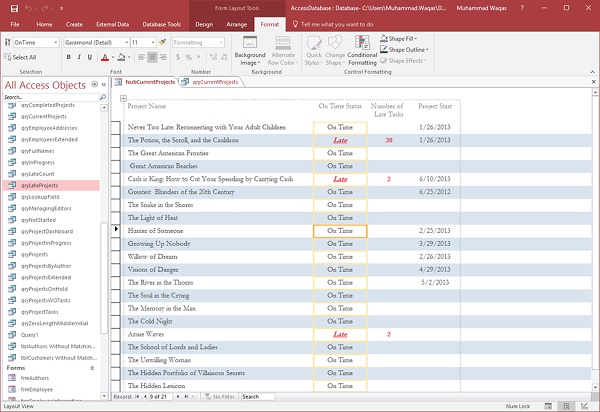 Form Layout Tools
AccessDatabase : Database- C:\Users\Muhammad.Waqas\D...
Muhammad Waqas
File
Home
Create
External Data
Database Tools
Design
Arrange
Format
Tell me what you want to do
OnTime
Garamond (Detail)
11
Formatting
Select All
B I U
$ % ,
Background Image
Alternate Row Color
Quick Styles
Change Shape
Conditional Formatting
Shape Fill
Shape Outline
Shape Effects
Selection
Font
Number
Background
Control Formatting
All Access Objects
Search...
qryCompletedProjects
qryCurrentProjects
qryEmployeeAddresses
qryEmployeesExtended
qryFullNames
qryInProgress
qryLateCount
qryLateProjects
qryLookupField
qryManagingEditors
qryNotStarted
qryProjectDashboard
qryProjectInProgress
qryProjects
qryProjectsByAuthor
qryProjectsExtended
qryProjectsOnHold
qryProjectsWOTasks
qryProjectTasks
qryZeroLengthMiddleInitial
Query1
tblAuthors Without Matchin...
tblCustomers Without Match...
Forms
frmAuthors
frmEmployee
fsubCurrentProjects
qryCurrentProjects
Project Name On Time Status Number of Late Tasks Project Start
Never Too Late: Reconnecting with Your Adult Children On Time 1/26/2013
The Potion, the Scroll, and the Cauldron Late 20 1/26/2013
The Great American Frontier On Time
Great American Beaches On Time
Cash is King: How to Cut Your Spending by Carrying Cash Late 2 6/10/2013
Greatest Blunders of the 20th Century On Time 6/25/2012
The Snake in the Shores On Time
The Light of Heat On Time
Hunter of Someone On Time 2/25/2013
Growing Up Nobody On Time 3/29/2013
Willow of Dream On Time 2/26/2013
Visions of Danger On Time 4/29/2013
The River in the Thorns On Time 5/2/2013
The Soul in the Crying On Time
The Memory in the Man On Time
The Cold Night On Time
Azure Waves Late 2
The School of Lords and Ladies On Time
The Unwilling Woman On Time
The Hidden Portfolio of Villainous Secrets On Time
The Hidden Lexicon On Time
Record: 9 of 21 No Filter Search
Layout View
Num Lock